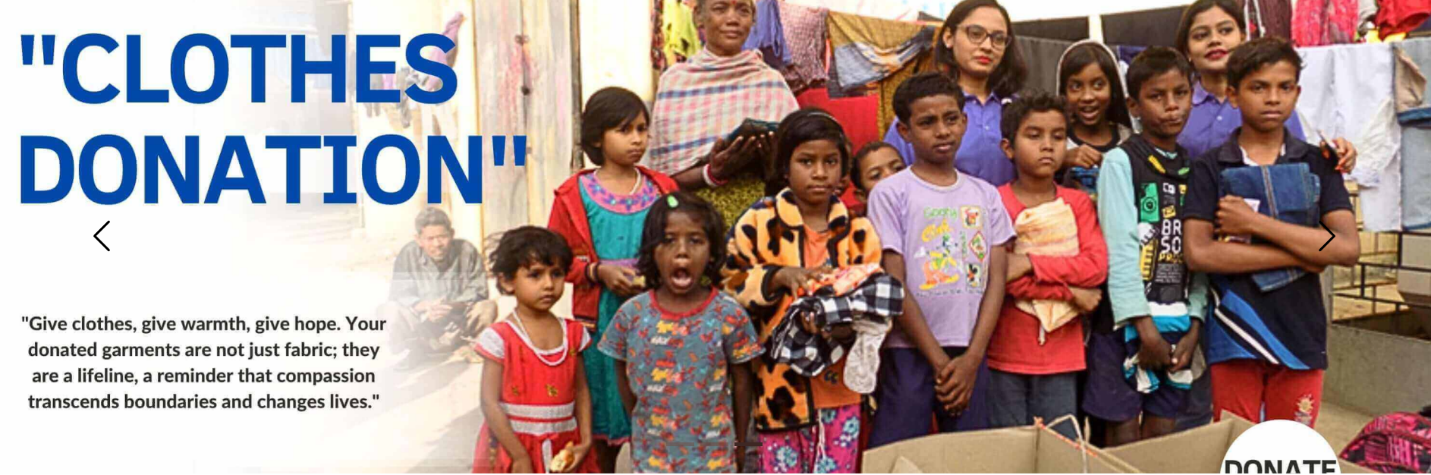 "CLOTHES
DONATION"
"Give clothes, give warmth, give hope. Your
donated garments are not just fabric; they
are a lifeline, a reminder that compassion
transcends boundaries and changes lives."
DONATE